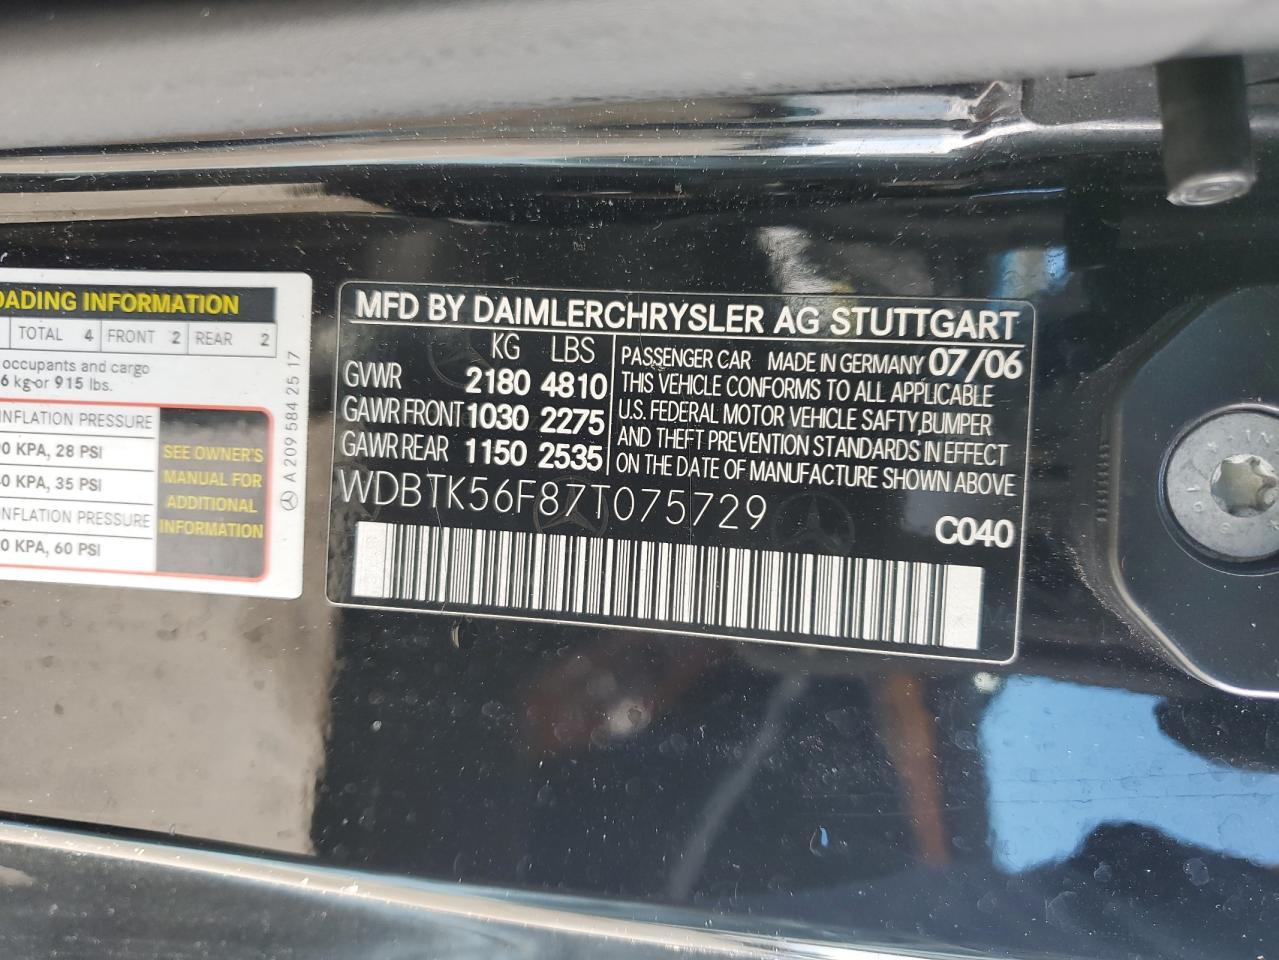 OADING INFORMATION
TOTAL 4 FRONT 2 REAR 2
occupants and cargo
6 kg or 915 lbs.
INFLATION PRESSURE
0 KPA, 28 PSI
0 KPA, 35 PSI
INFLATION PRESSURE
0 KPA, 60 PSI
SEE OWNER'S
MANUAL FOR
ADDITIONAL
INFORMATION
A 209 584 25 17
MFD BY DAIMLERCHRYSLER AG STUTTGART
KG LBS
GVWR 2180 4810
GAWR FRONT 1030 2275
GAWR REAR 1150 2535
PASSENGER CAR MADE IN GERMANY 07/06
THIS VEHICLE CONFORMS TO ALL APPLICABLE
U.S. FEDERAL MOTOR VEHICLE SAFTY,BUMPER
AND THEFT PREVENTION STANDARDS IN EFFECT
ON THE DATE OF MANUFACTURE SHOWN ABOVE
WDBTK56F87T075729
C040